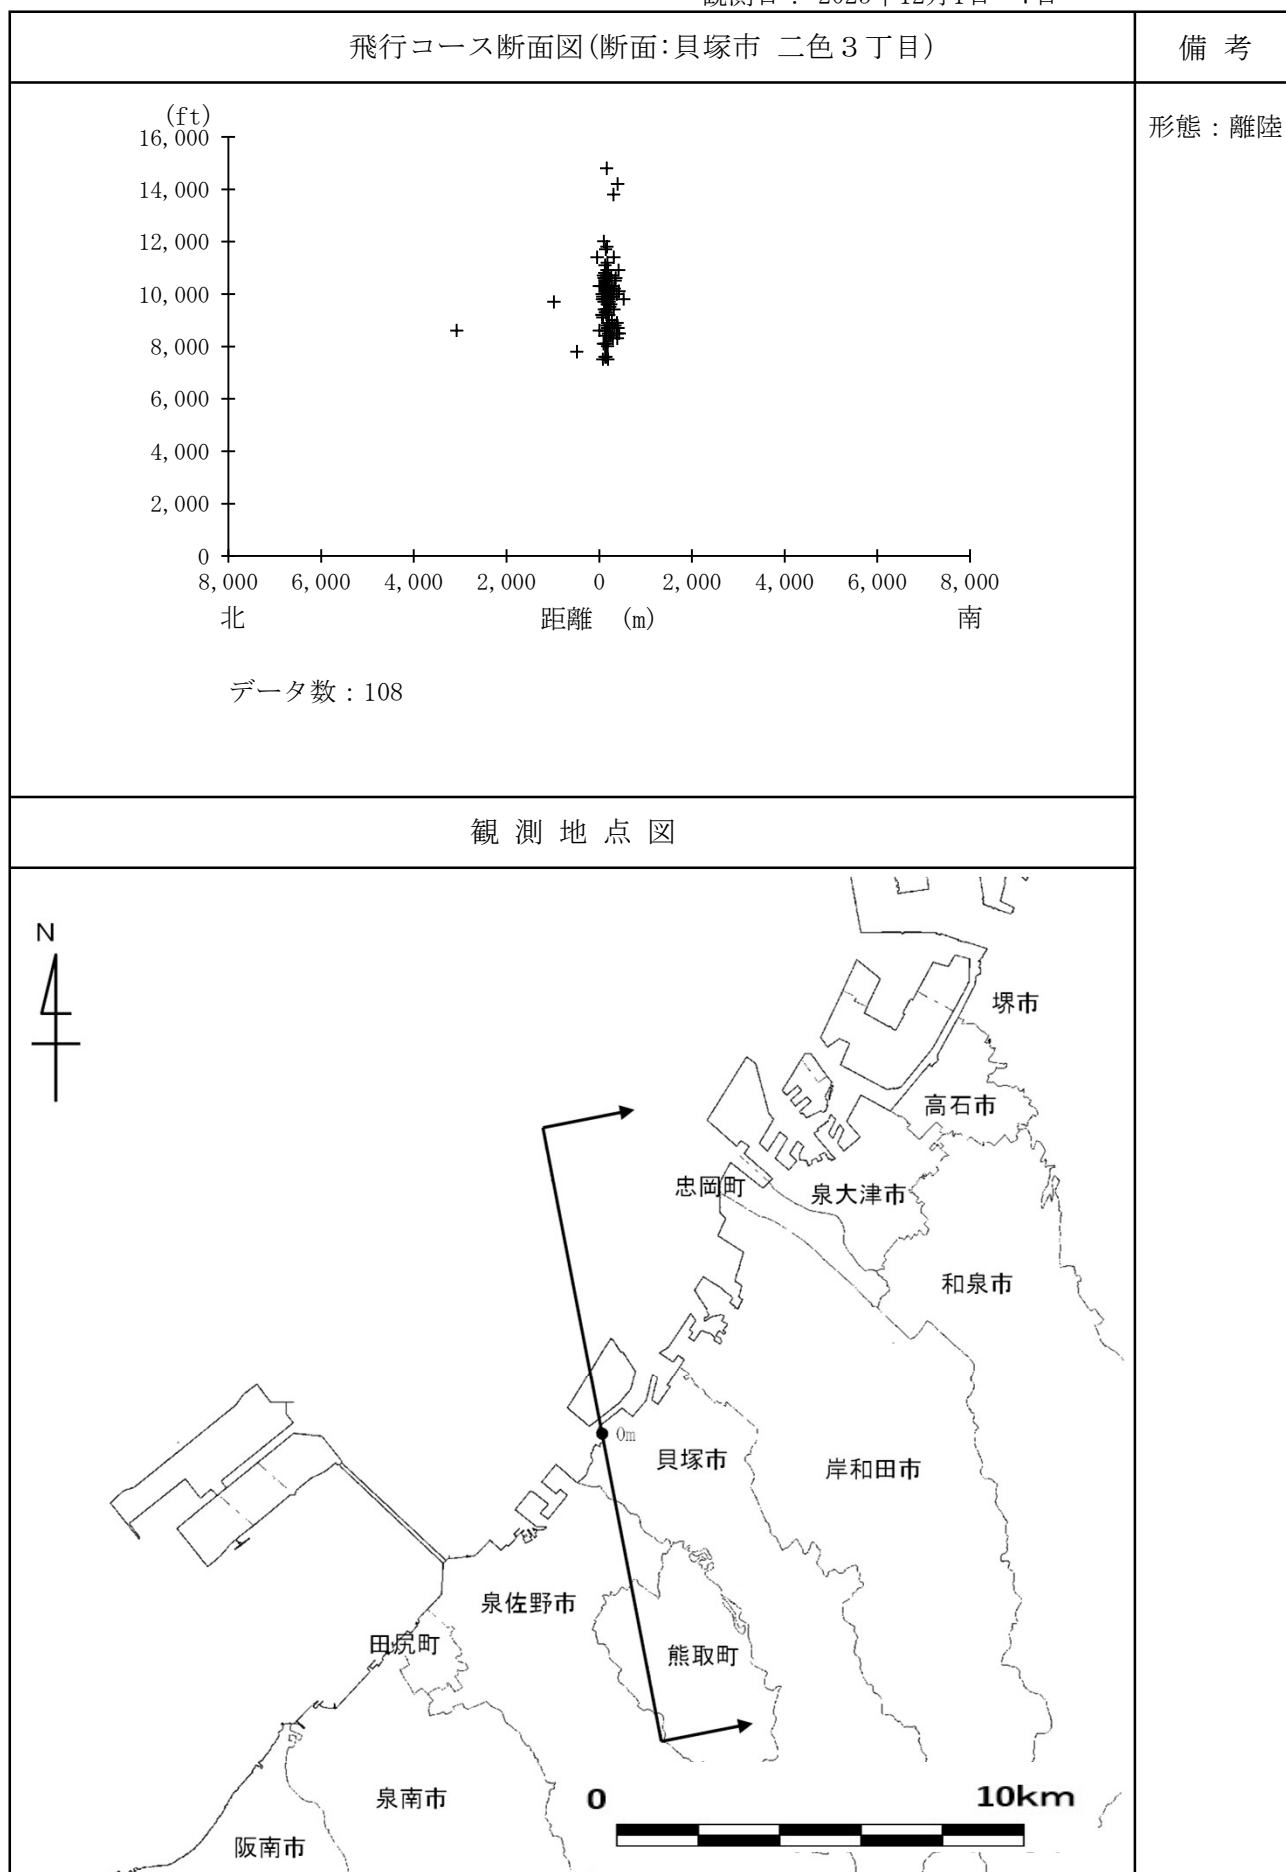 飛行コース断面図(断面:貝塚市 二色３丁目)
備 考
形態：離陸
(ft)
16,000
14,000
12,000
10,000
8,000
6,000
4,000
2,000
0
8,000 6,000 4,000 2,000 0 2,000 4,000 6,000 8,000
北 距離 (m) 南
データ数：108
観 測 地 点 図
N
堺市
高石市
忠岡町
泉大津市
和泉市
0m
貝塚市
岸和田市
泉佐野市
田尻町
熊取町
泉南市
阪南市
0 10km